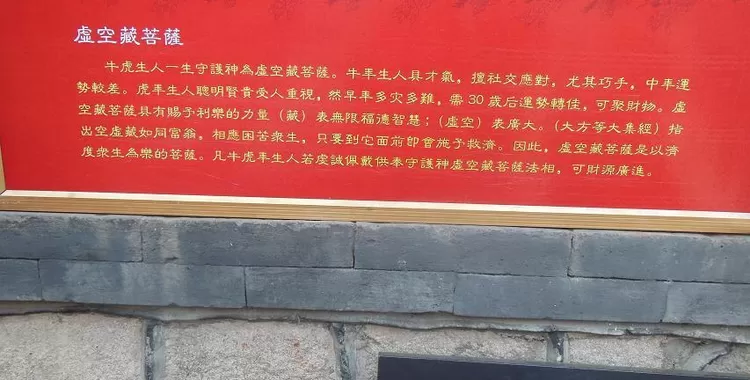 虛空藏菩薩
牛虎生人一生守護神為虛空藏菩薩。牛年生人具才氣，擅社交應對，尤其巧手，中年運
勢較差。虎年生人聰明賢貴受人重視，然早年多灾多難，需30歲后運勢轉佳，可聚財物。虛
空藏菩薩具有賜予利樂的力量（藏）表無限福德智慧；（虛空）表廣大。（大方等大集經）指
出空虛藏如同富翁，相應困苦衆生，只要到它面前即會施予救濟。因此，虛空藏菩薩是以濟
度衆生為樂的菩薩。凡牛虎年生人若虔誠佩戴供奉守護神虛空藏菩薩法相，可財源廣進。